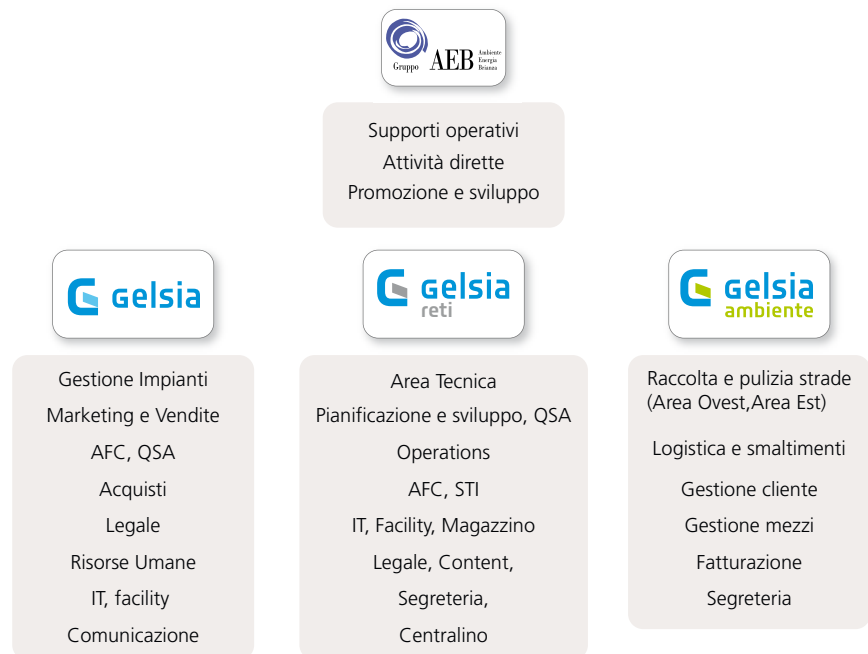 Gruppo AEB Ambiente
Energia
Brianza
Supporti operativi
Attività dirette
Promozione e sviluppo
Gelsia
Gestione Impianti
Marketing e Vendite
AFC, QSA
Acquisti
Legale
Risorse Umane
IT, facility
Comunicazione
Gelsia
reti
Area Tecnica
Pianificazione e sviluppo, QSA
Operations
AFC, STI
IT, Facility, Magazzino
Legale, Content,
Segreteria,
Centralino
Gelsia
ambiente
Raccolta e pulizia strade
(Area Ovest,Area Est)
Logistica e smaltimenti
Gestione cliente
Gestione mezzi
Fatturazione
Segreteria